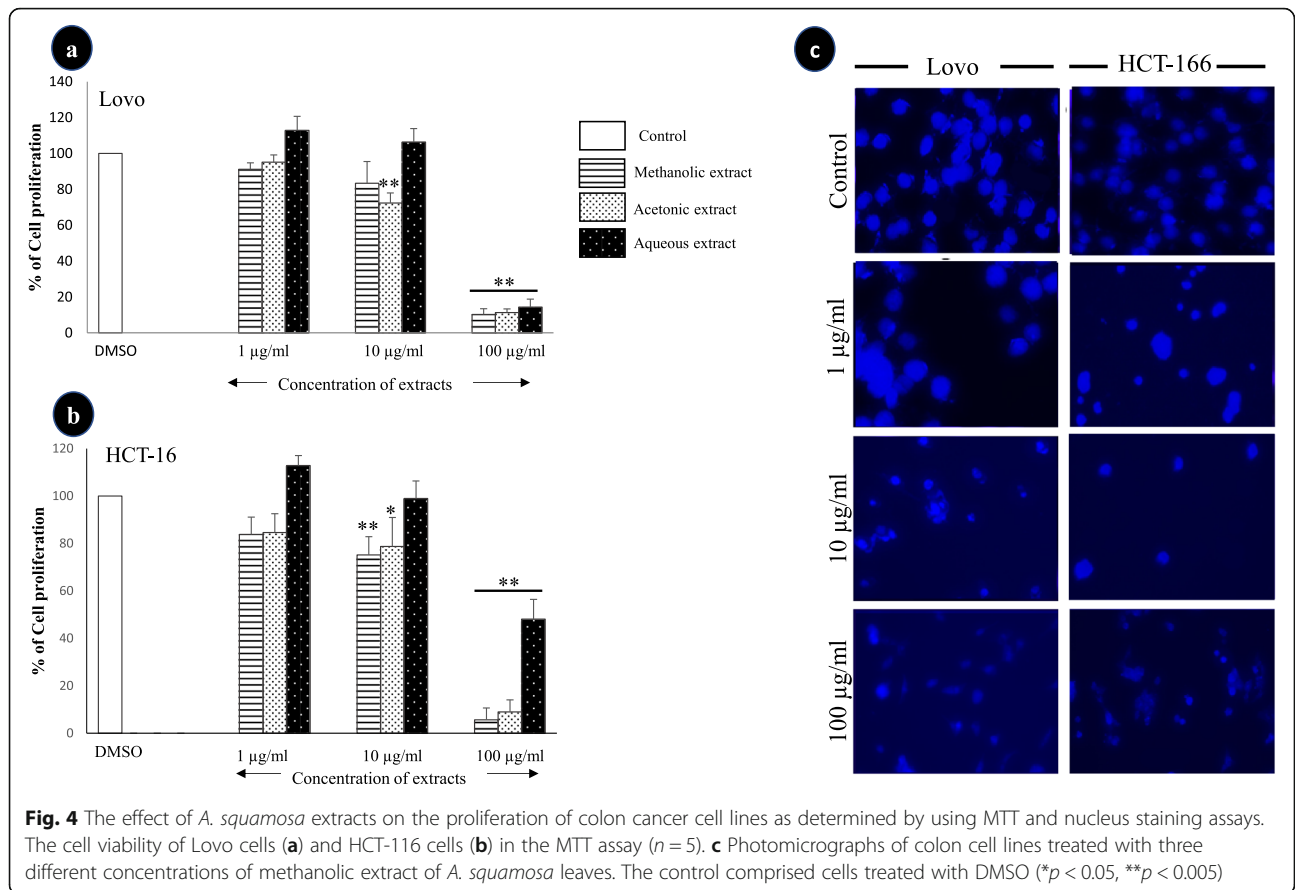 a
140
120
100
80
60
40
20
0
% of Cell proliferation
Lovo
**
**
DMSO
1 µg/ml
10 µg/ml
100 µg/ml
Concentration of extracts
Control
Methanolic extract
Acetonic extract
Aqueous extract
b
120
100
80
60
40
20
0
% of Cell proliferation
HCT-16
**
*
**
DMSO
1 µg/ml
10 µg/ml
100 µg/ml
Concentration of extracts
c
Lovo
HCT-166
Control
1 µg/ml
10 µg/ml
100 µg/ml
Fig. 4 The effect of A. squamosa extracts on the proliferation of colon cancer cell lines as determined by using MTT and nucleus staining assays.
The cell viability of Lovo cells (a) and HCT-116 cells (b) in the MTT assay (n = 5). c Photomicrographs of colon cell lines treated with three
different concentrations of methanolic extract of A. squamosa leaves. The control comprised cells treated with DMSO (*p < 0.05, **p < 0.005)